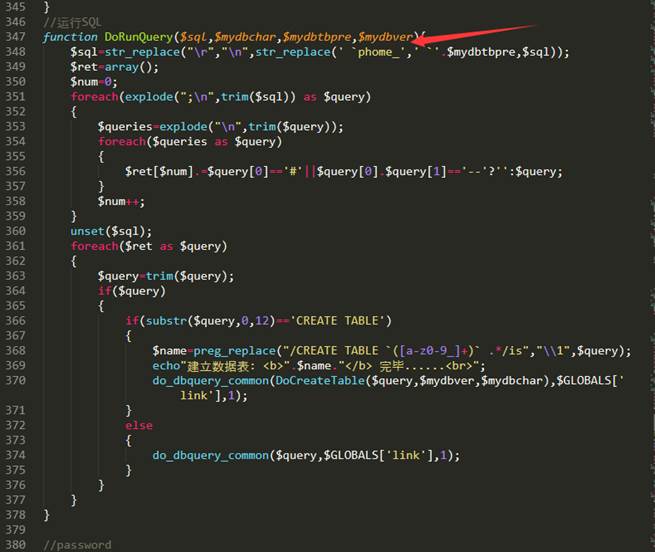 345 }
346 //运行SQL
347 function DoRunQuery($sql,$mydbchar,$mydbtbpre,$mydbver){
348 $sql=str_replace("\r","\n",str_replace(' `phome_',' `'.$mydbtbpre,$sql));
349 $ret=array();
350 $num=0;
351 foreach(explode(";\n",trim($sql)) as $query)
352 {
353 $queries=explode("\n",trim($query));
354 foreach($queries as $query)
355 {
356 $ret[$num].=$query[0]=='#'||$query[0].$query[1]=='--'?'':$query;
357 }
358 $num++;
359 }
360 unset($sql);
361 foreach($ret as $query)
362 {
363 $query=trim($query);
364 if($query)
365 {
366 if(substr($query,0,12)=='CREATE TABLE')
367 {
368 $name=preg_replace("/CREATE TABLE `([a-z0-9_]+)` .*/is","\\1",$query);
369 echo"建立数据表: <b>".$name."</b> 完毕......<br>";
370 do_dbquery_common(DoCreateTable($query,$mydbver,$mydbchar),$GLOBALS['
link'],1);
371 }
372 else
373 {
374 do_dbquery_common($query,$GLOBALS['link'],1);
375 }
376 }
377 }
378 }
379
380 //password